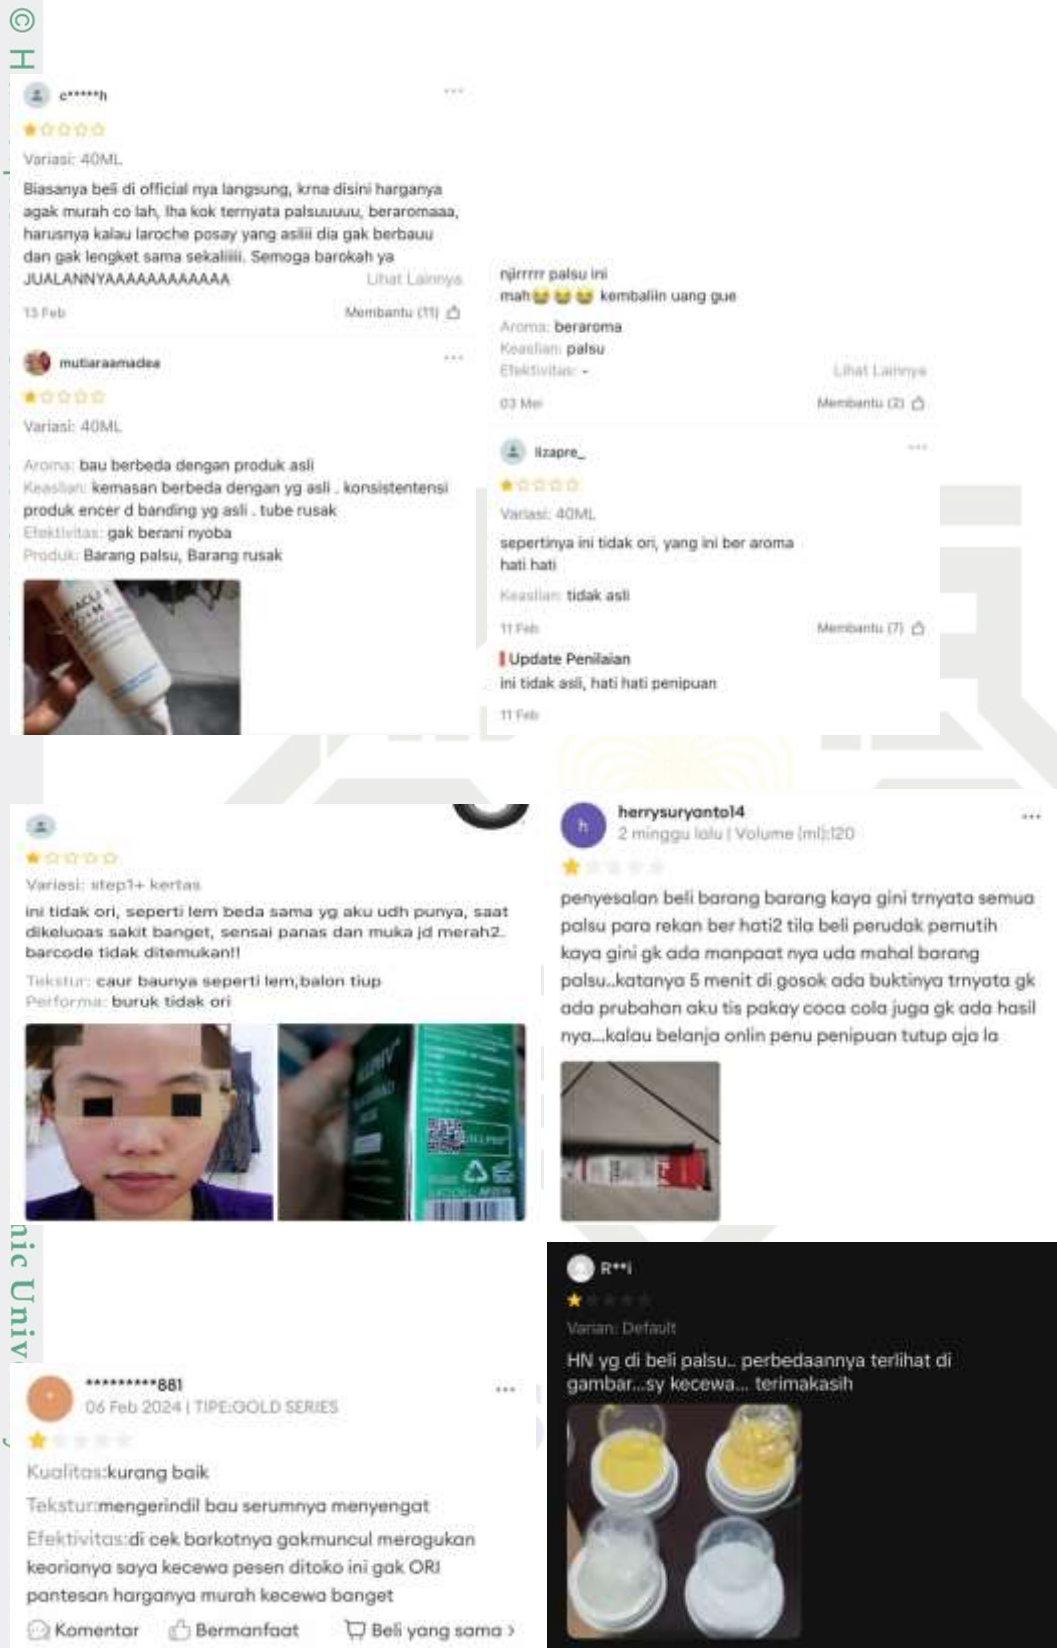 © H
c*****h
Variasi: 40ML
Biasanya beli di official nya langsung, krna disini harganya
agak murah co lah, lha kok ternyata palsuuuuu, beraromaaa,
harusnya kalau laroche posay yang asliii dia gak berbauu
dan gak lengket sama sekaliiiii. Semoga barokah ya
JUALANNYAAAAAAAAAAAA Lihat Lainnya
13 Feb Membantu (11)
mutiaraamadea
Variasi: 40ML
Aroma: bau berbeda dengan produk asli
Keaslian: kemasan berbeda dengan yg asli . konsistentensi
produk encer d banding yg asli . tube rusak
Efektivitas: gak berani nyoba
Produk: Barang palsu, Barang rusak
njirrrrr palsu ini
mah😭😭😭 kembaliin uang gue
Aroma: beraroma
Keaslian: palsu
Efektivitas: -
Lihat Lainnya
03 Mei Membantu (2)
lizapre_
Variasi: 40ML
sepertinya ini tidak ori, yang ini ber aroma
hati hati
Keaslian: tidak asli
11 Feb Membantu (7)
Update Penilaian
ini tidak asli, hati hati penipuan
11 Feb
Variasi: step1+ kertas
ini tidak ori, seperti lem beda sama yg aku udh punya, saat
dikeluoas sakit banget, sensai panas dan muka jd merah2.
barcode tidak ditemukan!!
Tekstur: caur baunya seperti lem,balon tiup
Performa: buruk tidak ori
h
herrysuryanto14
2 minggu lalu | Volume (ml):120
penyesalan beli barang barang kaya gini trnyata semua
palsu para rekan ber hati2 tila beli perudak pemutih
kaya gini gk ada manpaat nya uda mahal barang
palsu..katanya 5 menit di gosok ada buktinya trnyata gk
ada prubahan aku tis pakay coca cola juga gk ada hasil
nya...kalau belanja onlin penu penipuan tutup aja la
nic Univ
*********881
06 Feb 2024 | TIPE:GOLD SERIES
Kualitas:kurang baik
Tekstur:mengerindil bau serumnya menyengat
Efektivitas:di cek barkotnya gakmuncul meragukan
keorianya saya kecewa pesen ditoko ini gak ORI
pantesan harganya murah kecewa banget
Komentar Bermanfaat Beli yang sama >
R**i
Varian: Default
HN yg di beli palsu.. perbedaannya terlihat di
gambar...sy kecewa... terimakasih